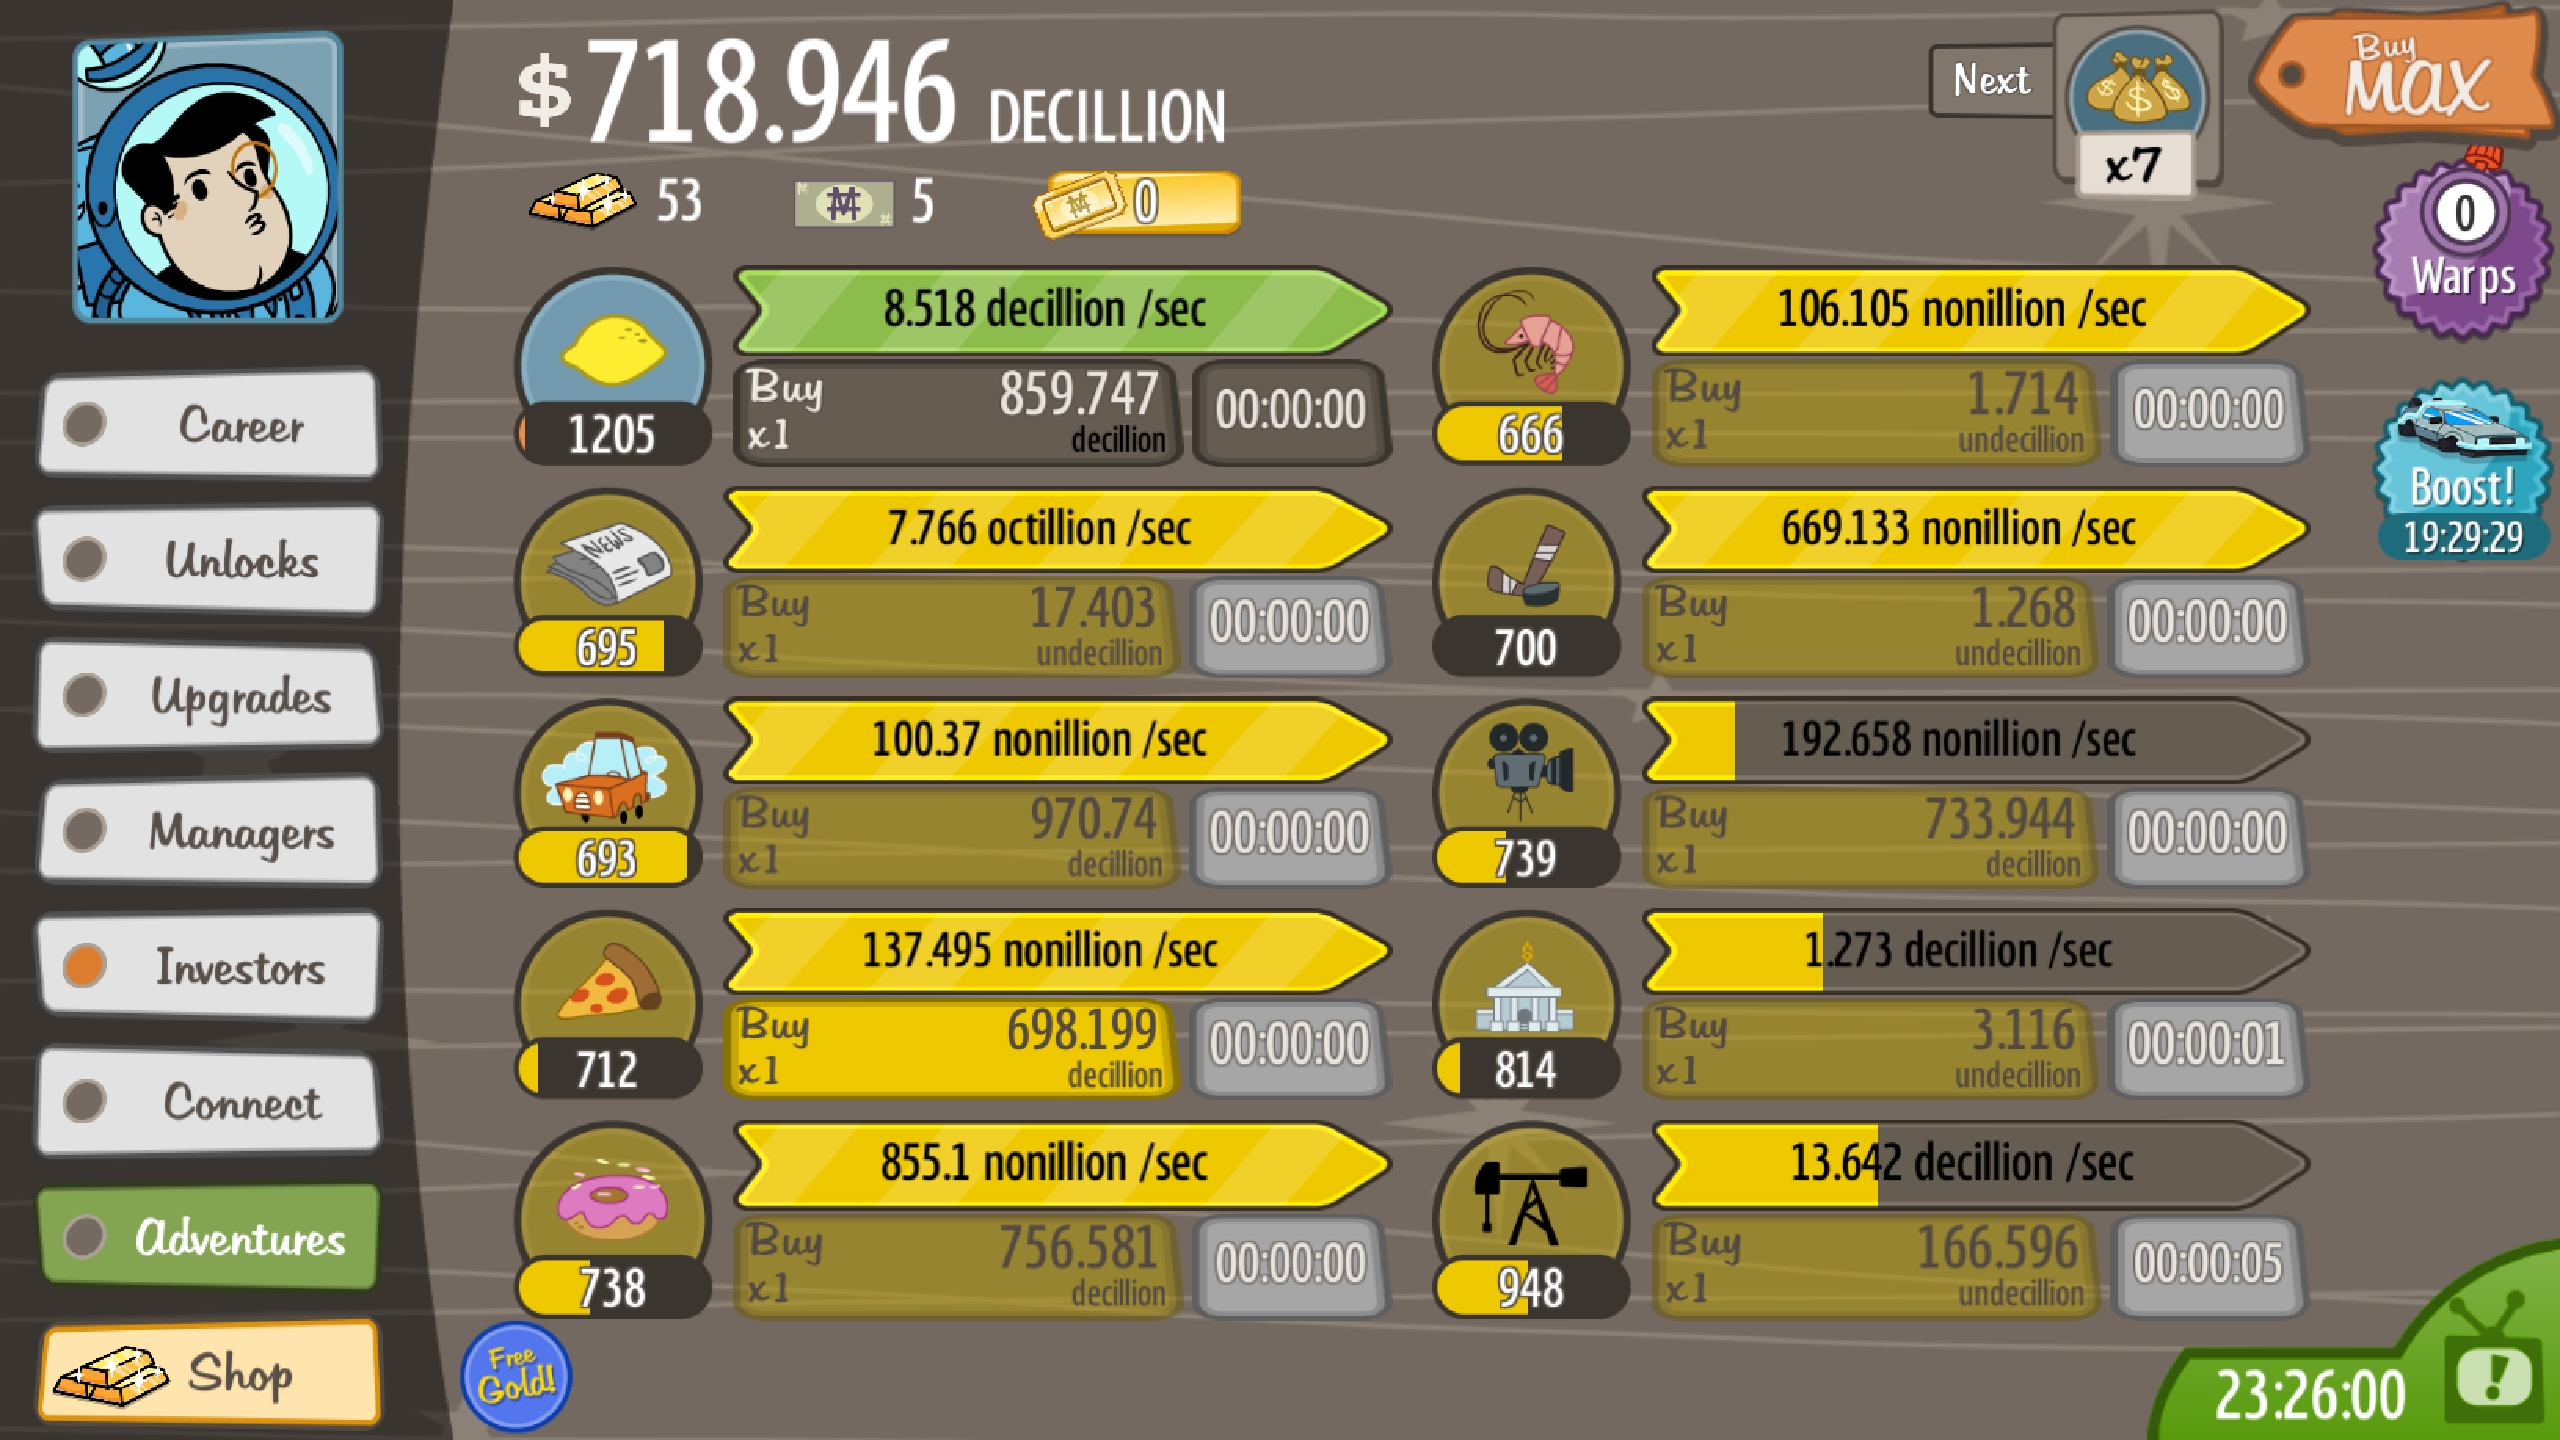 $718.946 DECILLION
Next
x7
Buy
MAX
53
5
0
0
Warps
Boost!
19:29:29
Career
Unlocks
Upgrades
Managers
Investors
Connect
Adventures
Shop
8.518 decillion /sec
1205
Buy
x1
859.747
decillion
00:00:00
NEWS
7.766 octillion /sec
695
Buy
x1
17.403
undecillion
00:00:00
100.37 nonillion /sec
693
Buy
x1
970.74
decillion
00:00:00
137.495 nonillion /sec
712
Buy
x1
698.199
decillion
00:00:00
855.1 nonillion /sec
738
Buy
x1
756.581
decillion
00:00:00
106.105 nonillion /sec
666
Buy
x1
1.714
undecillion
00:00:00
669.133 nonillion /sec
700
Buy
x1
1.268
undecillion
00:00:00
192.658 nonillion /sec
739
Buy
x1
733.944
decillion
00:00:00
1.273 decillion /sec
814
Buy
x1
3.116
undecillion
00:00:01
13.642 decillion /sec
948
Buy
x1
166.596
undecillion
00:00:05
Free
Gold!
23:26:00